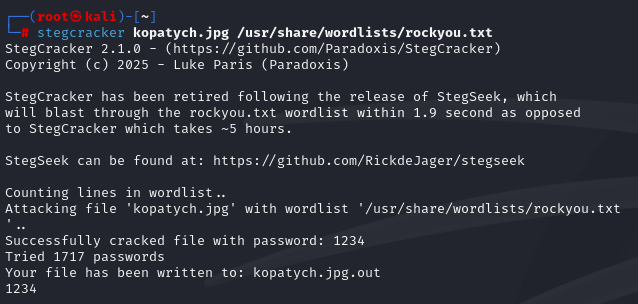 ┌──(root㉿kali)-[~]
└─# stegcracker kopatych.jpg /usr/share/wordlists/rockyou.txt
StegCracker 2.1.0 - (https://github.com/Paradoxis/StegCracker)
Copyright (c) 2025 - Luke Paris (Paradoxis)

StegCracker has been retired following the release of StegSeek, which
will blast through the rockyou.txt wordlist within 1.9 second as opposed
to StegCracker which takes ~5 hours.

StegSeek can be found at: https://github.com/RickdeJager/stegseek

Counting lines in wordlist..
Attacking file 'kopatych.jpg' with wordlist '/usr/share/wordlists/rockyou.txt
'..
Successfully cracked file with password: 1234
Tried 1717 passwords
Your file has been written to: kopatych.jpg.out
1234